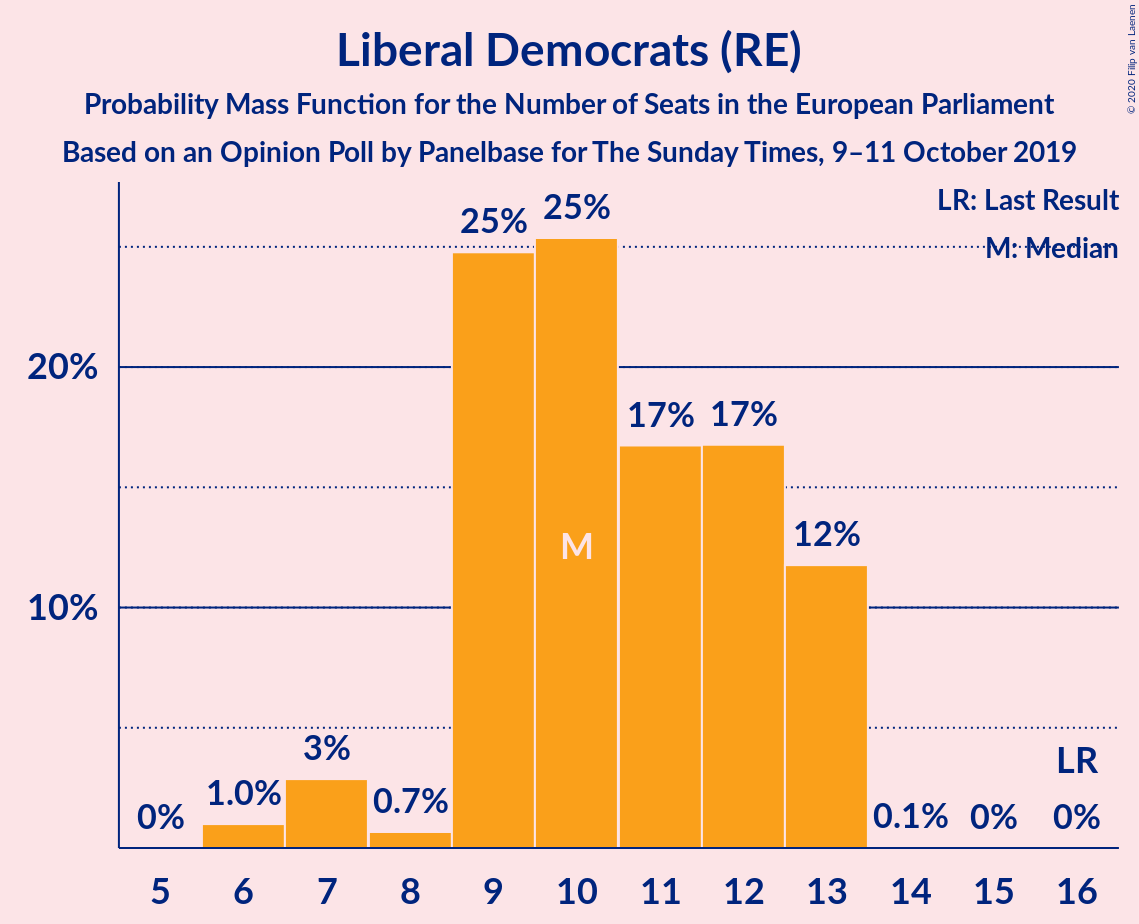 Liberal Democrats (RE)
Probability Mass Function for the Number of Seats in the European Parliament
Based on an Opinion Poll by Panelbase for The Sunday Times, 9–11 October 2019
© 2020 Filip van Laenen
LR: Last Result
M: Median
20%
10%
0%
1.0%
3%
0.7%
25%
25%
17%
17%
12%
0.1%
0%
0%
M
LR
5 6 7 8 9 10 11 12 13 14 15 16